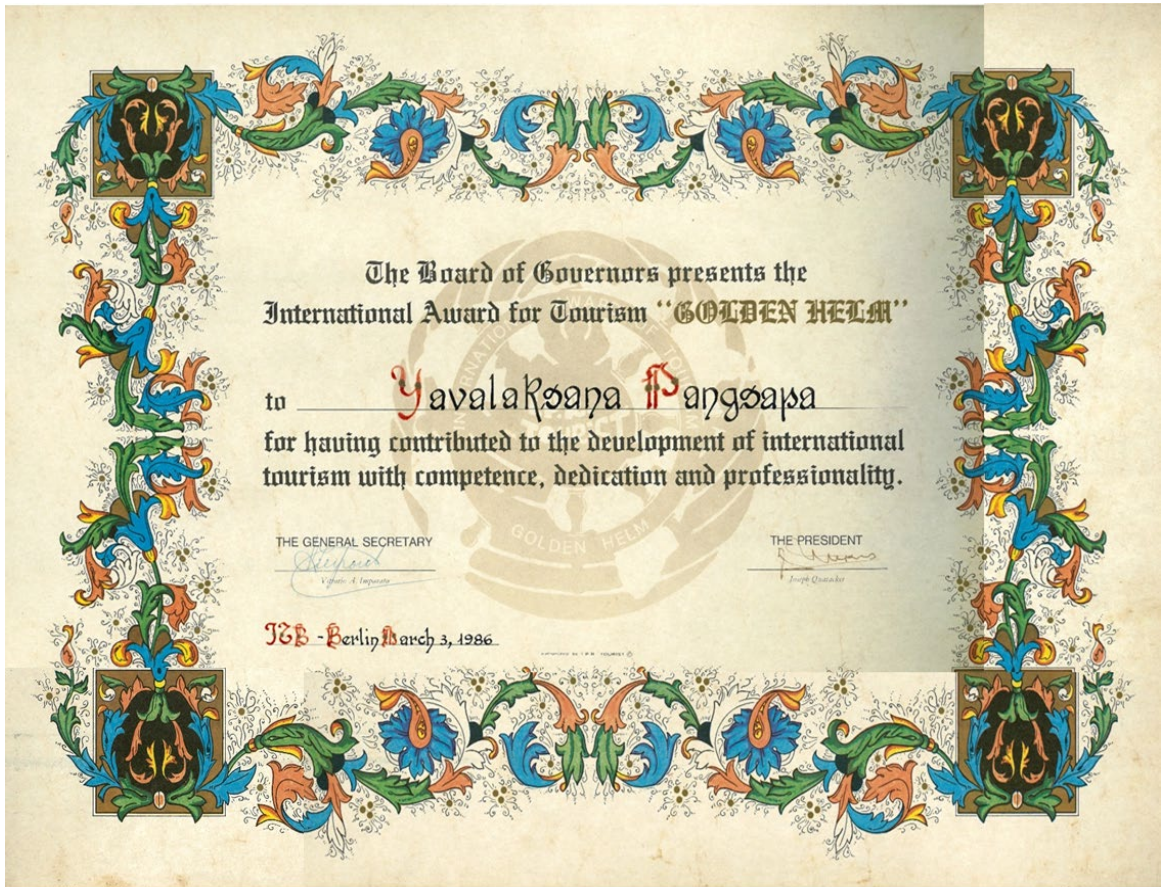 The Board of Governors presents the
International Award for Tourism "GOLDEN HELM"
to Yavalaksana Pangsapa
for having contributed to the development of international
tourism with competence, dedication and professionality.
THE GENERAL SECRETARY
THE PRESIDENT
Joseph
ITB - Berlin March 3, 1986
TOURIST
GOLDEN HELM